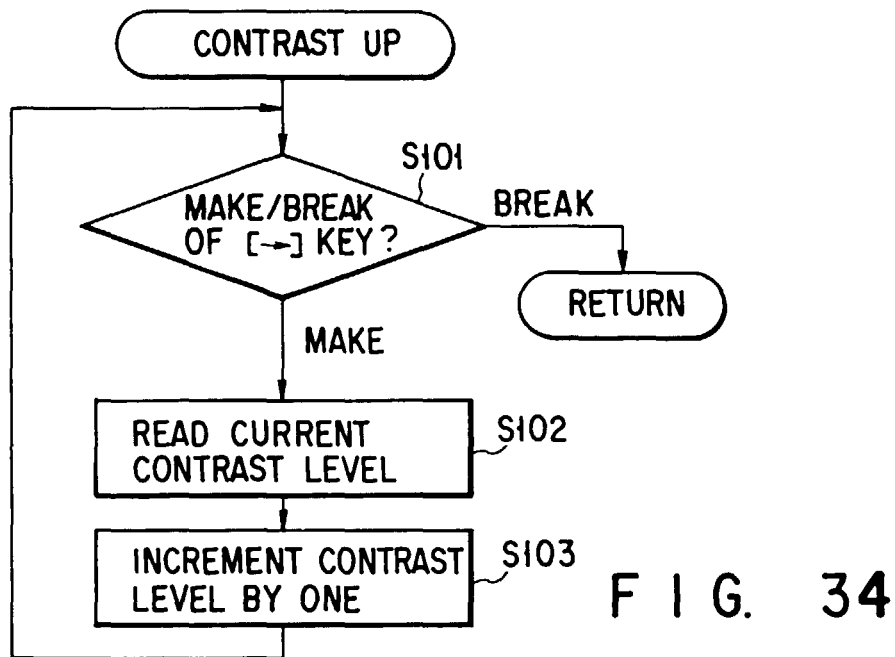 CONTRAST UP
S101
MAKE/BREAK
OF [→] KEY?
BREAK
RETURN
MAKE
READ CURRENT
CONTRAST LEVEL
S102
INCREMENT CONTRAST
LEVEL BY ONE
S103
FIG. 34